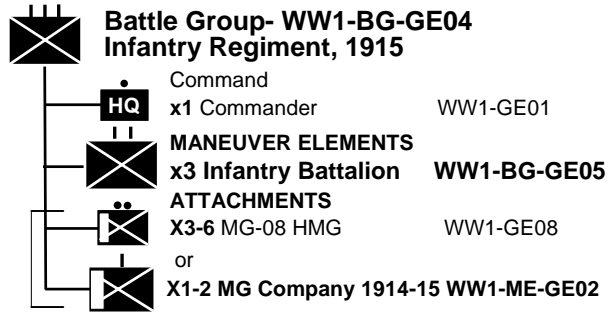 Battle Group- WW1-BG-GE04
Infantry Regiment, 1915
Command
HQ x1 Commander WW1-GE01
MANEUVER ELEMENTS
x3 Infantry Battalion WW1-BG-GE05
ATTACHMENTS
X3-6 MG-08 HMG WW1-GE08
or
X1-2 MG Company 1914-15 WW1-ME-GE02